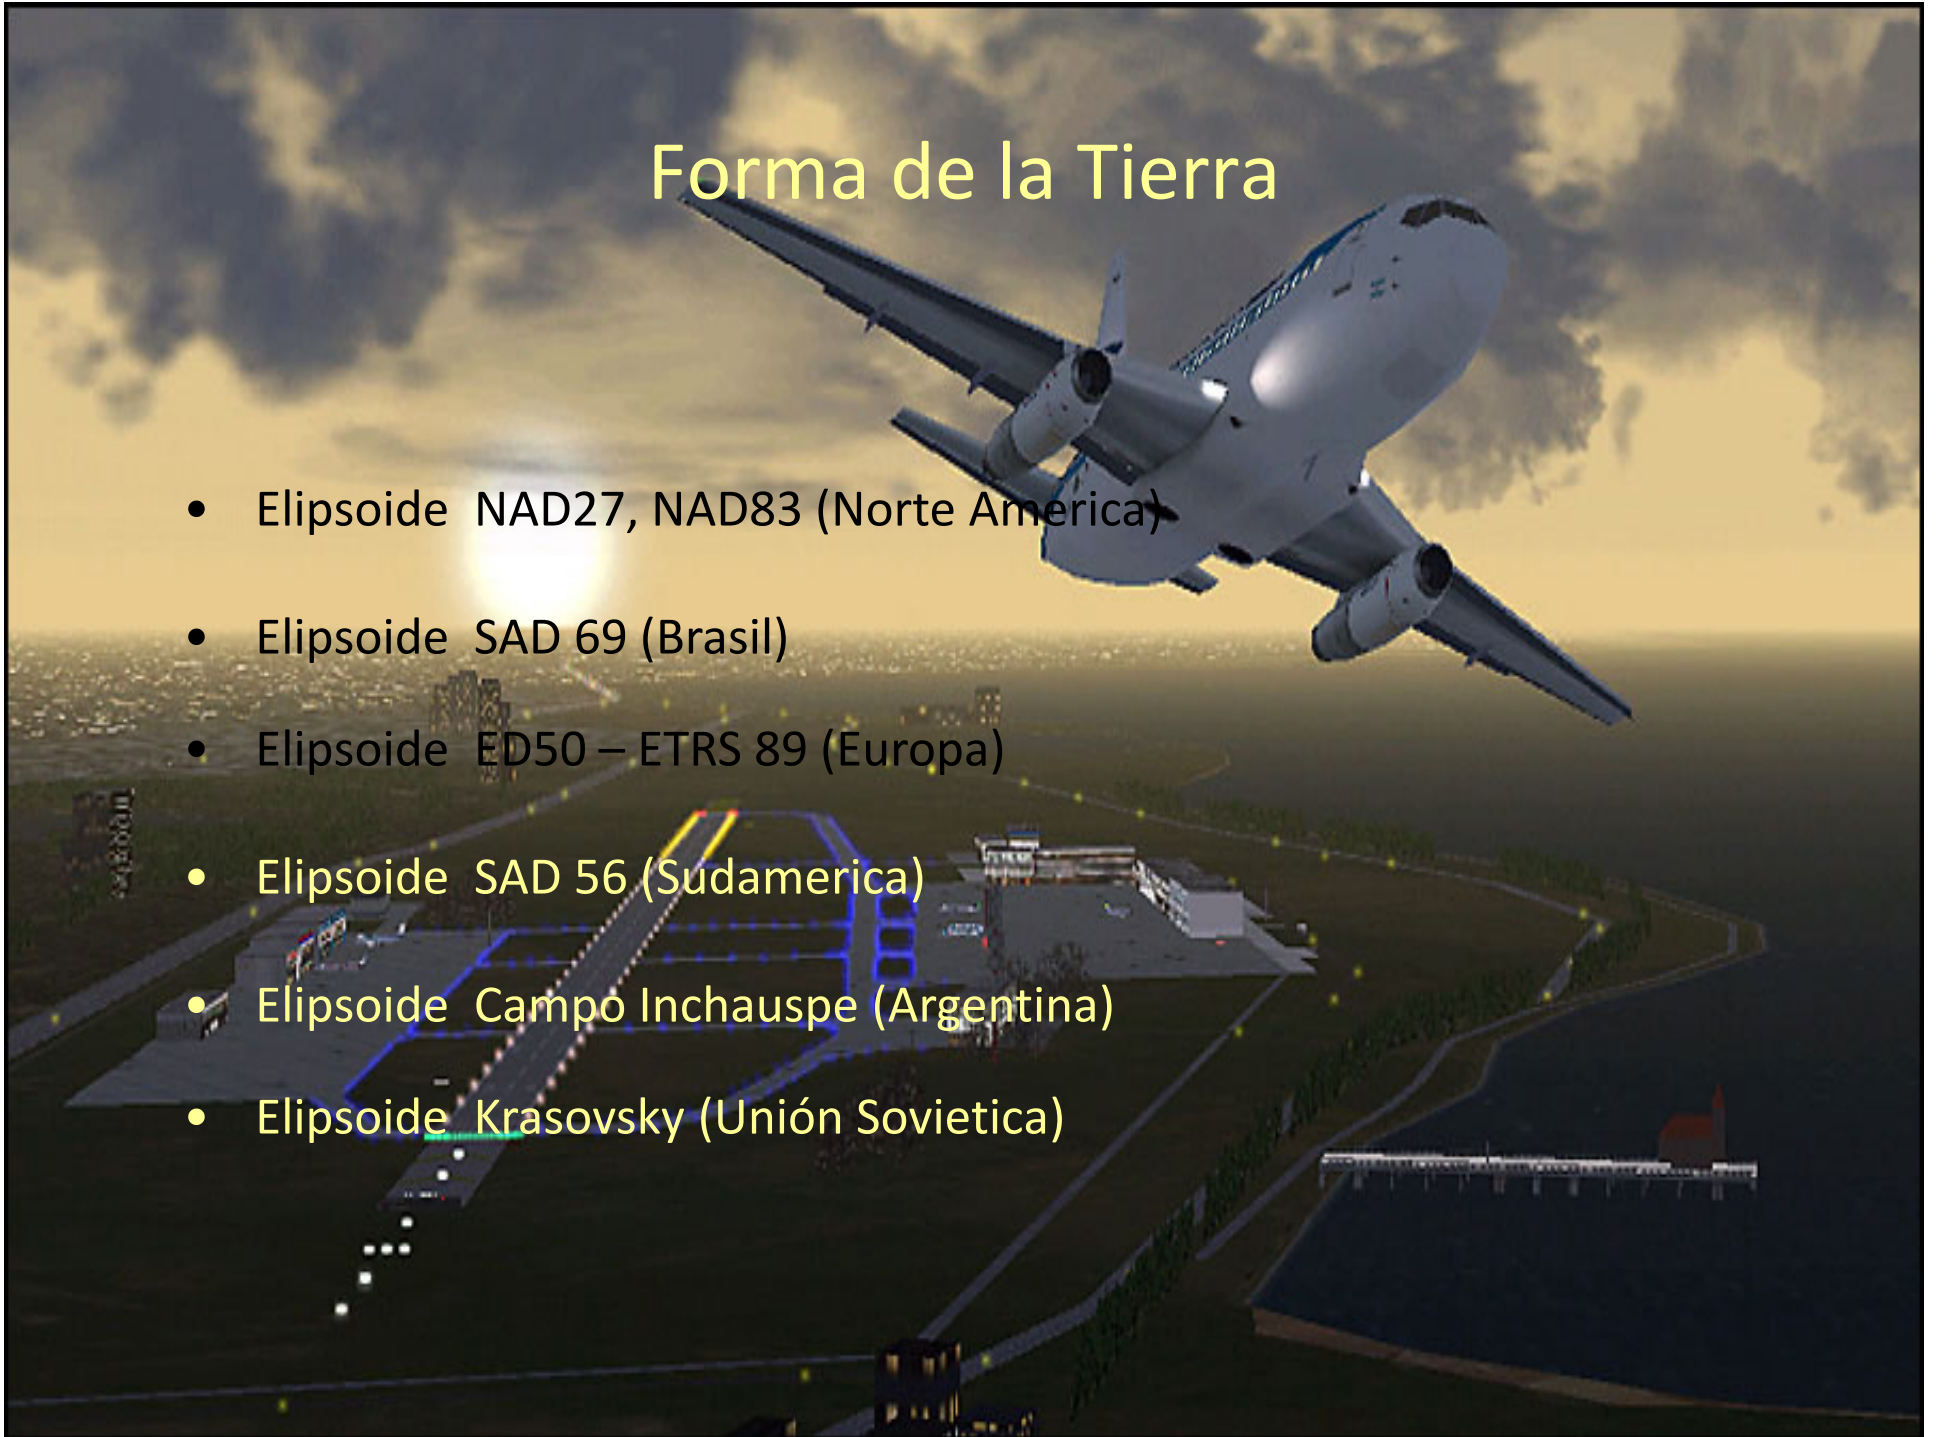 Forma de la Tierra
• Elipsoide NAD27, NAD83 (Norte America)
• Elipsoide SAD 69 (Brasil)
• Elipsoide ED50 – ETRS 89 (Europa)
• Elipsoide SAD 56 (Sudamerica)
• Elipsoide Campo Inchauspe (Argentina)
• Elipsoide Krasovsky (Unión Sovietica)